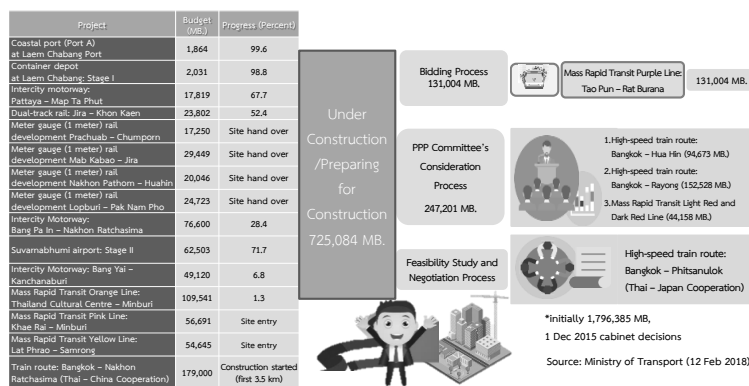 Project
Budget
(MB.)
Progress (Percent)
Coastal port (Port A)
at Laem Chabang Port
1,864
99.6
Container depot
at Laem Chabang: Stage I
2,031
98.8
Intercity motorway:
Pattaya – Map Ta Phut
17,819
67.7
Dual-track rail: Jira – Khon Kaen
23,802
52.4
Meter gauge (1 meter) rail
development Prachuab – Chumporn
17,250
Site hand over
Meter gauge (1 meter) rail
development Mab Kabao – Jira
29,449
Site hand over
Meter gauge (1 meter) rail
development Nakhon Pathom – Huahin
20,046
Site hand over
Meter gauge (1 meter) rail
development Lopburi – Pak Nam Pho
24,723
Site hand over
Intercity Motorway:
Bang Pa In – Nakhon Ratchasima
76,600
28.4
Suvarnabhumi airport: Stage II
62,503
71.7
Intercity Motorway: Bang Yai –
Kanchanaburi
49,120
6.8
Mass Rapid Transit Orange Line:
Thailand Cultural Centre – Minburi
109,541
1.3
Mass Rapid Transit Pink Line:
Khae Rai – Minburi
56,691
Site entry
Mass Rapid Transit Yellow Line:
Lat Phrao – Samrong
54,645
Site entry
Train route: Bangkok – Nakhon
Ratchasima (Thai – China Cooperation)
179,000
Construction started
(first 3.5 km)
Under
Construction
/Preparing
for
Construction
725,084 MB.
Bidding Process
131,004 MB.
Mass Rapid Transit Purple Line:
Tao Pun – Rat Burana
131,004 MB.
PPP Committee's
Consideration
Process
247,201 MB.
1.High-speed train route:
Bangkok – Hua Hin (94,673 MB.)
2.High-speed train route:
Bangkok – Rayong (152,528 MB.)
3.Mass Rapid Transit Light Red and
Dark Red Line (44,158 MB.)
Feasibility Study and
Negotiation Process
High-speed train route:
Bangkok – Phitsanulok
(Thai – Japan Cooperation)
*initially 1,796,385 MB,
1 Dec 2015 cabinet decisions
Source: Ministry of Transport (12 Feb 2018)